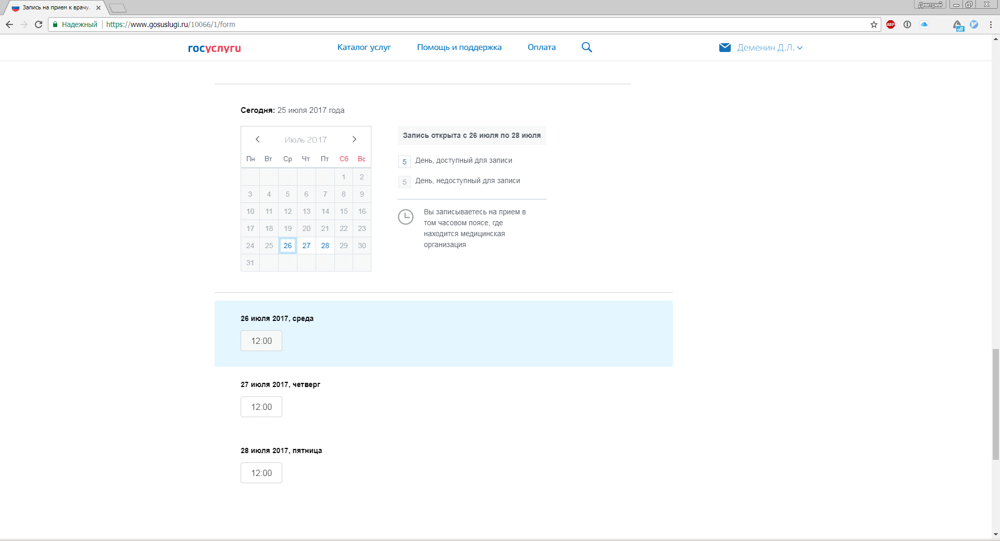 Запись на прием к врачу.
Дмитрий
Надежный
https://www.gosuslugi.ru/10066/1/form
ABP
off
госуслуги
Каталог услуг
Помощь и поддержка
Оплата
Деменин Д.Л.
Сегодня: 25 июля 2017 года
Июль 2017
Пн Вт Ср Чт Пт Сб Вс
1 2
3 4 5 6 7 8 9
10 11 12 13 14 15 16
17 18 19 20 21 22 23
24 25 26 27 28 29 30
31
Запись открыта с 26 июля по 28 июля
5 День, доступный для записи
5 День, недоступный для записи
Вы записываетесь на прием в
том часовом поясе, где
находится медицинская
организация
26 июля 2017, среда
12:00
27 июля 2017, четверг
12:00
28 июля 2017, пятница
12:00